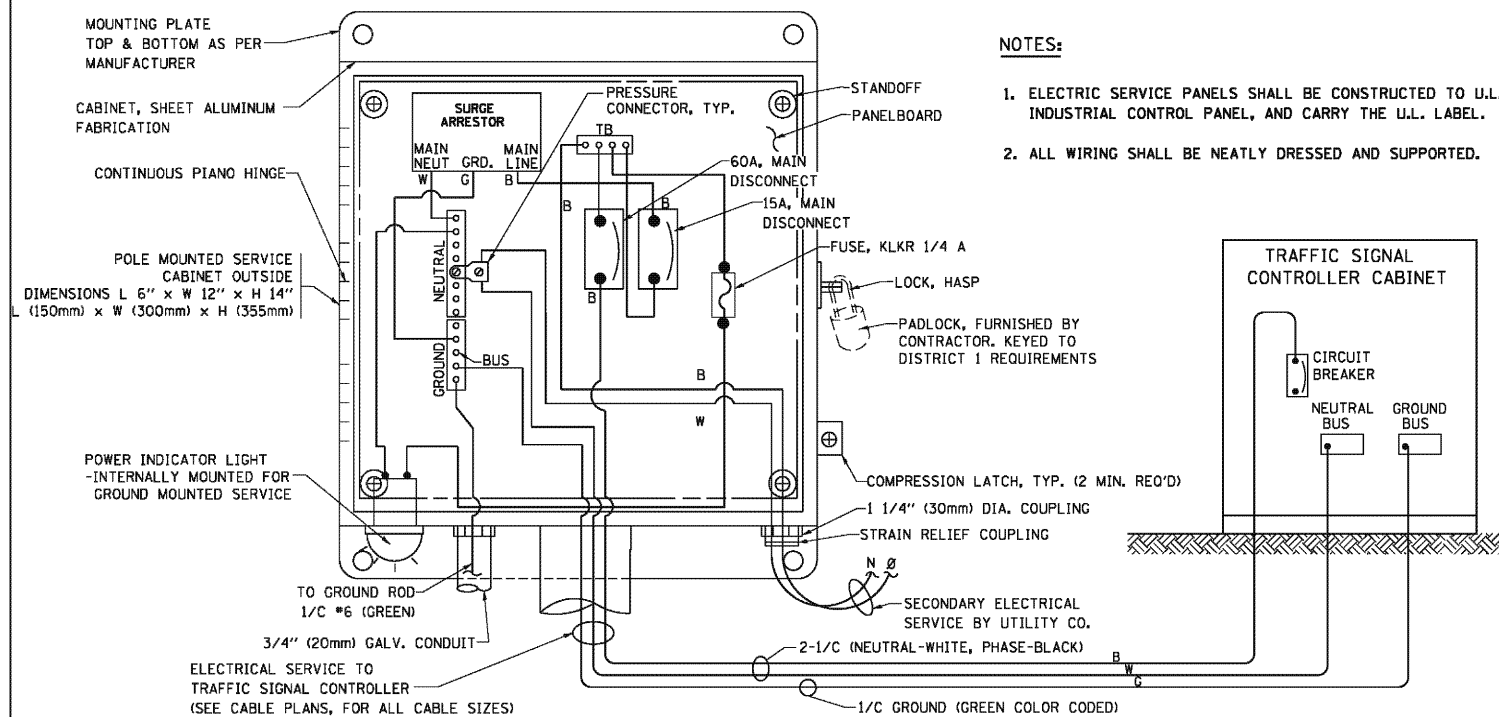 MOUNTING PLATE
TOP & BOTTOM AS PER
MANUFACTURER
CABINET, SHEET ALUMINUM
FABRICATION
CONTINUOUS PIANO HINGE
POLE MOUNTED SERVICE
CABINET OUTSIDE
DIMENSIONS L 6" x W 12" x H 14"
L (150mm) x W (300mm) x H (355mm)
POWER INDICATOR LIGHT
-INTERNALLY MOUNTED FOR
GROUND MOUNTED SERVICE
SURGE
ARRESTOR
MAIN
NEUT
GRD.
MAIN
LINE
W
G
B
PRESSURE
CONNECTOR, TYP.
TB
60A, MAIN
DISCONNECT
15A, MAIN
DISCONNECT
B
B
B
NEUTRAL
GROUND
BUS
B
W
STANDOFF
PANELBOARD
FUSE, KLKR 1/4 A
LOCK, HASP
PADLOCK, FURNISHED BY
CONTRACTOR. KEYED TO
DISTRICT 1 REQUIREMENTS
COMPRESSION LATCH, TYP. (2 MIN. REQ'D)
1 1/4" (30mm) DIA. COUPLING
STRAIN RELIEF COUPLING
N Ø
SECONDARY ELECTRICAL
SERVICE BY UTILITY CO.
TO GROUND ROD
1/C #6 (GREEN)
3/4" (20mm) GALV. CONDUIT
ELECTRICAL SERVICE TO
TRAFFIC SIGNAL CONTROLLER
(SEE CABLE PLANS, FOR ALL CABLE SIZES)
2-1/C (NEUTRAL-WHITE, PHASE-BLACK)
B
W
G
1/C GROUND (GREEN COLOR CODED)
NOTES:
1. ELECTRIC SERVICE PANELS SHALL BE CONSTRUCTED TO U.L.
INDUSTRIAL CONTROL PANEL, AND CARRY THE U.L. LABEL.
2. ALL WIRING SHALL BE NEATLY DRESSED AND SUPPORTED.
TRAFFIC SIGNAL
CONTROLLER CABINET
CIRCUIT
BREAKER
NEUTRAL
BUS
GROUND
BUS